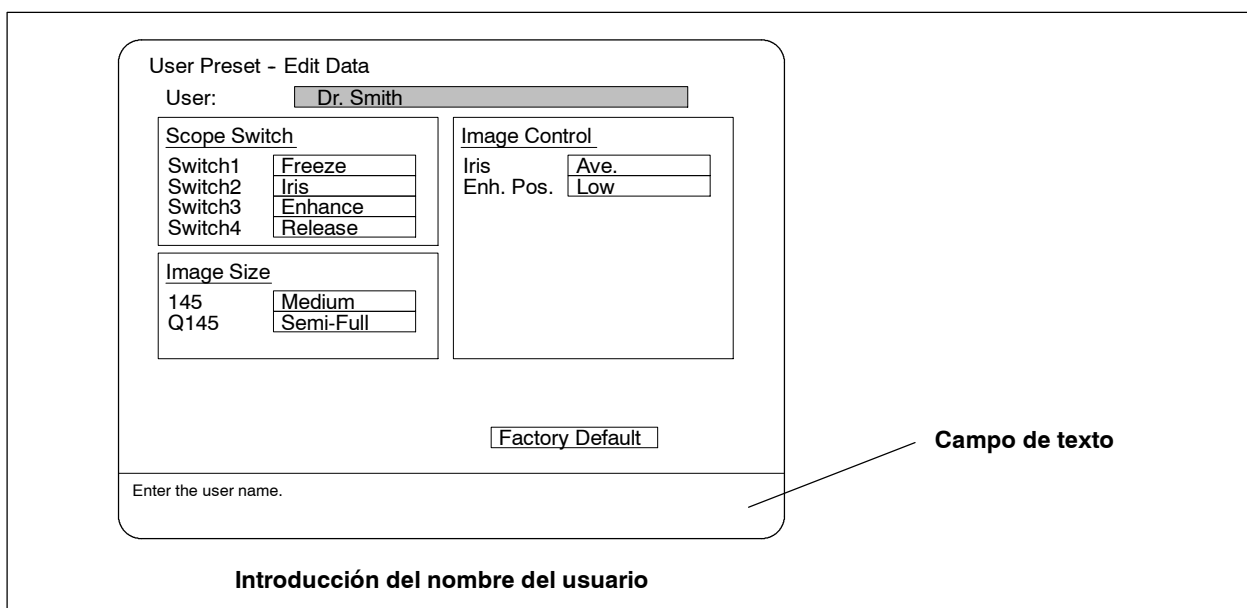 User Preset - Edit Data
User: Dr. Smith
Scope Switch
Switch1 Freeze
Switch2 Iris
Switch3 Enhance
Switch4 Release
Image Size
145 Medium
Q145 Semi-Full
Image Control
Iris Ave.
Enh. Pos. Low
Factory Default
Enter the user name.
Campo de texto
Introducción del nombre del usuario